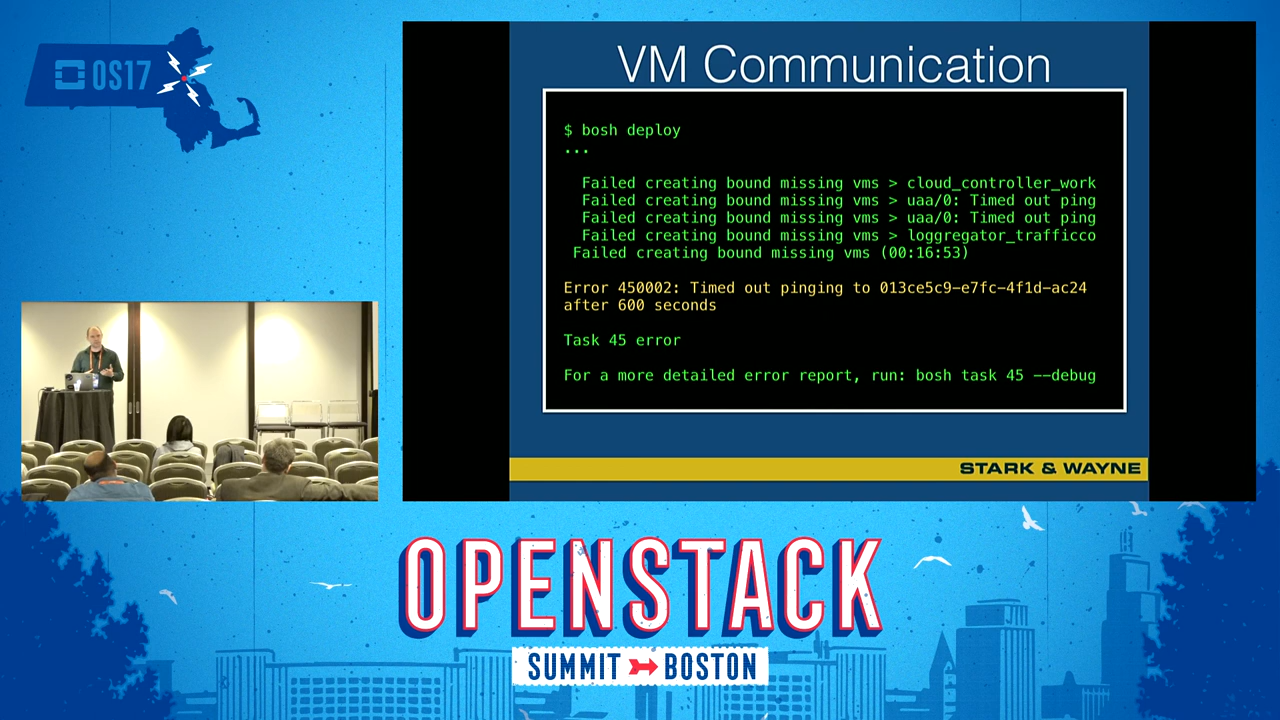 OS17
VM Communication
$ bosh deploy
...
Failed creating bound missing vms > cloud_controller_work
Failed creating bound missing vms > uaa/0: Timed out ping
Failed creating bound missing vms > uaa/0: Timed out ping
Failed creating bound missing vms > loggregator_trafficco
Failed creating bound missing vms (00:16:53)
Error 450002: Timed out pinging to 013ce5c9-e7fc-4f1d-ac24
after 600 seconds
Task 45 error
For a more detailed error report, run: bosh task 45 --debug
STARK & WAYNE
OPENSTACK
SUMMIT BOSTON